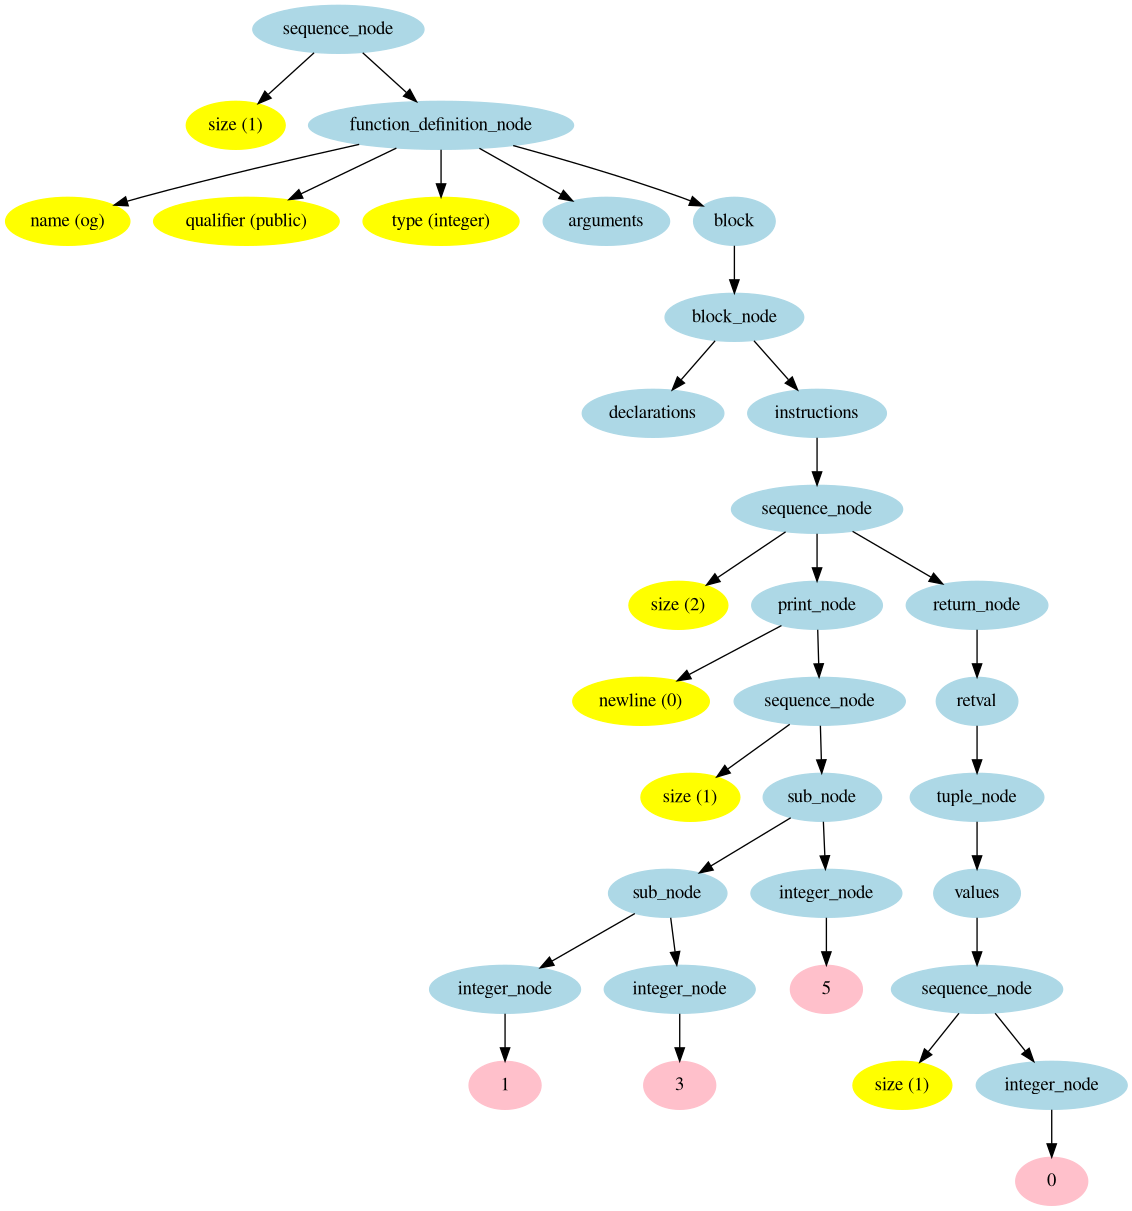 sequence_node
size (1)
function_definition_node
name (og)
qualifier (public)
type (integer)
arguments
block
block_node
declarations
instructions
sequence_node
size (2)
print_node
return_node
newline (0)
sequence_node
retval
size (1)
sub_node
tuple_node
sub_node
integer_node
values
integer_node
integer_node
5
sequence_node
1
3
size (1)
integer_node
0